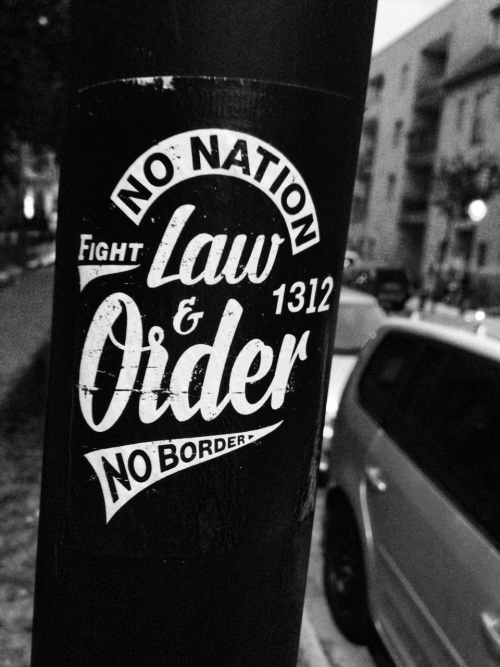 NO NATION
FIGHT
Law
1312
&
Order
NO BORDER